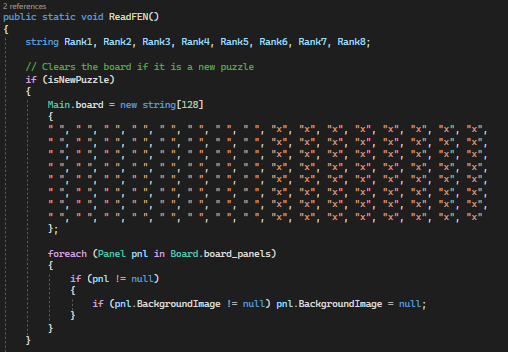 2 references
public static void ReadFEN()
{
string Rank1, Rank2, Rank3, Rank4, Rank5, Rank6, Rank7, Rank8;
// Clears the board if it is a new puzzle
if (isNewPuzzle)
{
Main.board = new string[128]
{
" ", " ", " ", " ", " ", " ", " ", " ", "x", "x", "x", "x", "x", "x", "x", "x",
" ", " ", " ", " ", " ", " ", " ", " ", "x", "x", "x", "x", "x", "x", "x", "x",
" ", " ", " ", " ", " ", " ", " ", " ", "x", "x", "x", "x", "x", "x", "x", "x",
" ", " ", " ", " ", " ", " ", " ", " ", "x", "x", "x", "x", "x", "x", "x", "x",
" ", " ", " ", " ", " ", " ", " ", " ", "x", "x", "x", "x", "x", "x", "x", "x",
" ", " ", " ", " ", " ", " ", " ", " ", "x", "x", "x", "x", "x", "x", "x", "x",
" ", " ", " ", " ", " ", " ", " ", " ", "x", "x", "x", "x", "x", "x", "x", "x",
" ", " ", " ", " ", " ", " ", " ", " ", "x", "x", "x", "x", "x", "x", "x", "x"
};
foreach (Panel pnl in Board.board_panels)
{
if (pnl != null)
{
if (pnl.BackgroundImage != null) pnl.BackgroundImage = null;
}
}
}